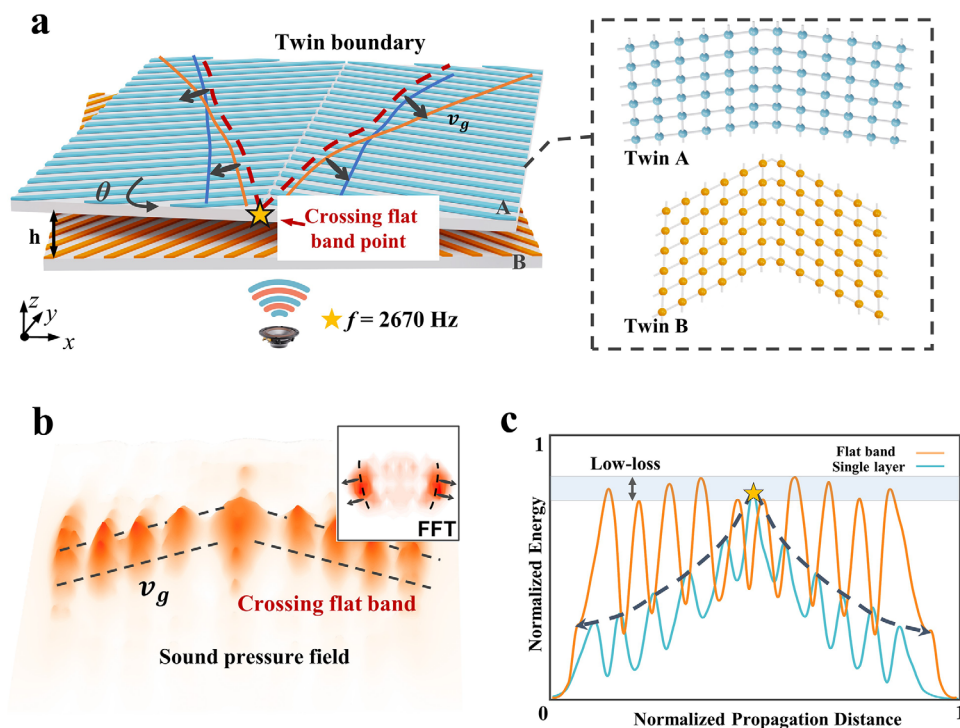 a
Twin boundary
v_g
θ
A
h
Crossing flat
band point
B
z
y
x
f = 2670 Hz
Twin A
Twin B
b
FFT
v_g
Crossing flat band
Sound pressure field
c
1
Flat band
Single layer
Low-loss
Normalized Energy
0
Normalized Propagation Distance
1